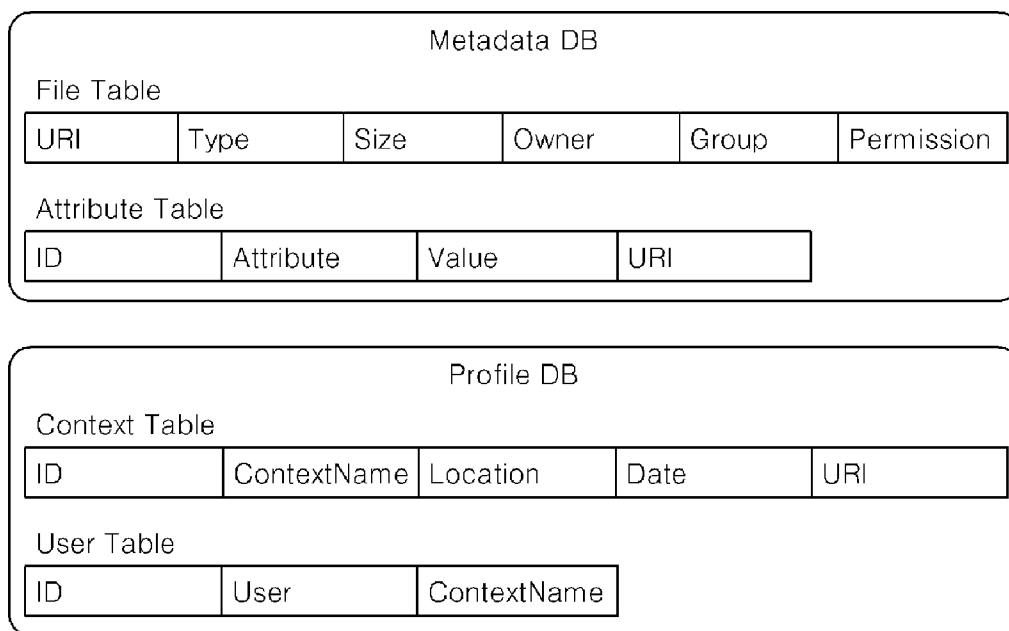 Metadata DB
File Table
URI Type Size Owner Group Permission
Attribute Table
ID Attribute Value URI
Profile DB
Context Table
ID ContextName Location Date URI
User Table
ID User ContextName